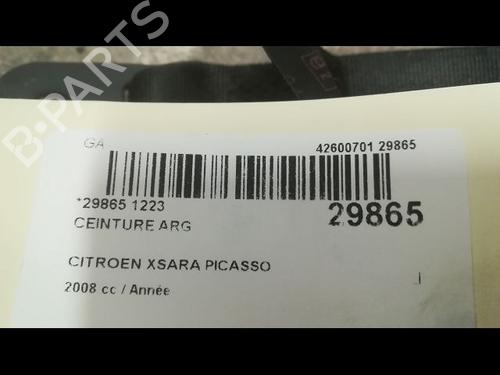 B-PARTS
GA
42600701 29865
*29865 1223
29865
CEINTURE ARG
CITROEN XSARA PICASSO
2008 cc / Année